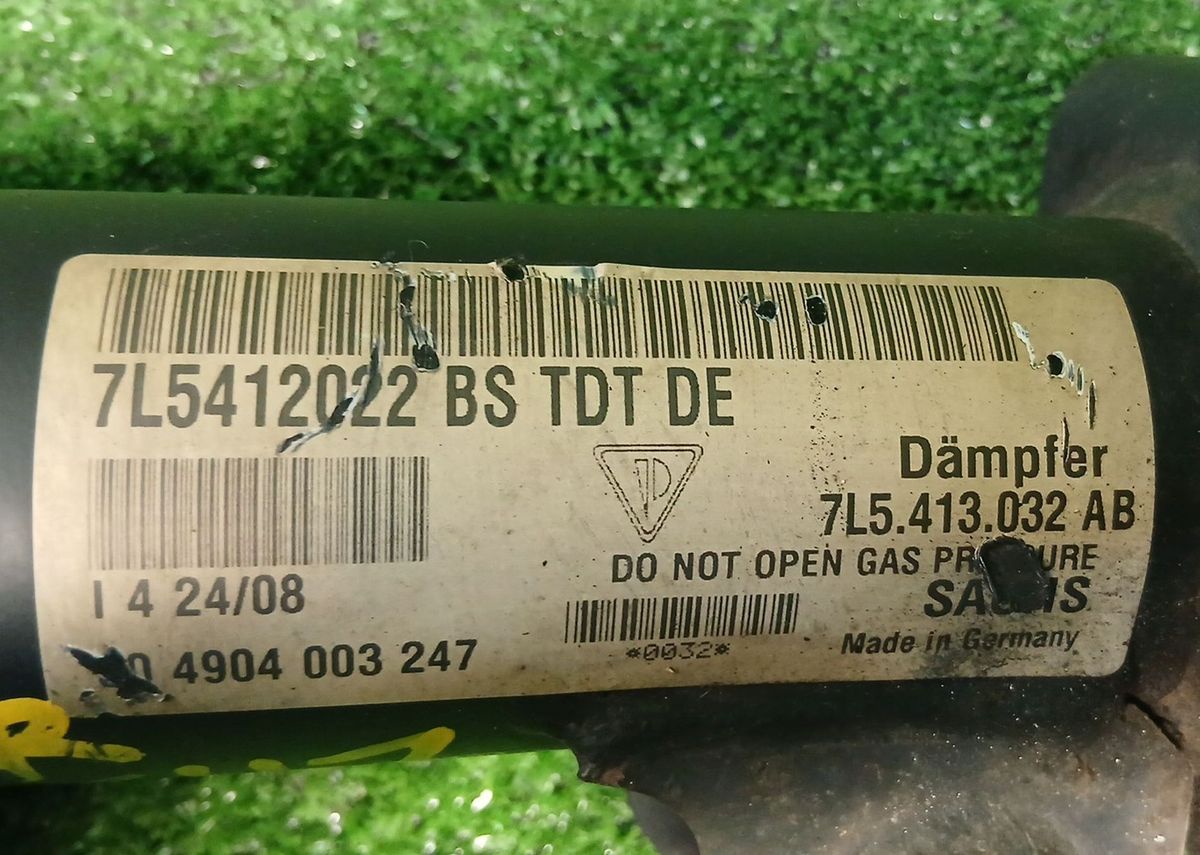 7L5412022 BS TDT DE
Dämpfer
7L5.413.032 AB
DO NOT OPEN GAS
I 4 24/08
Made in Germany
4904 003 247
*0032*